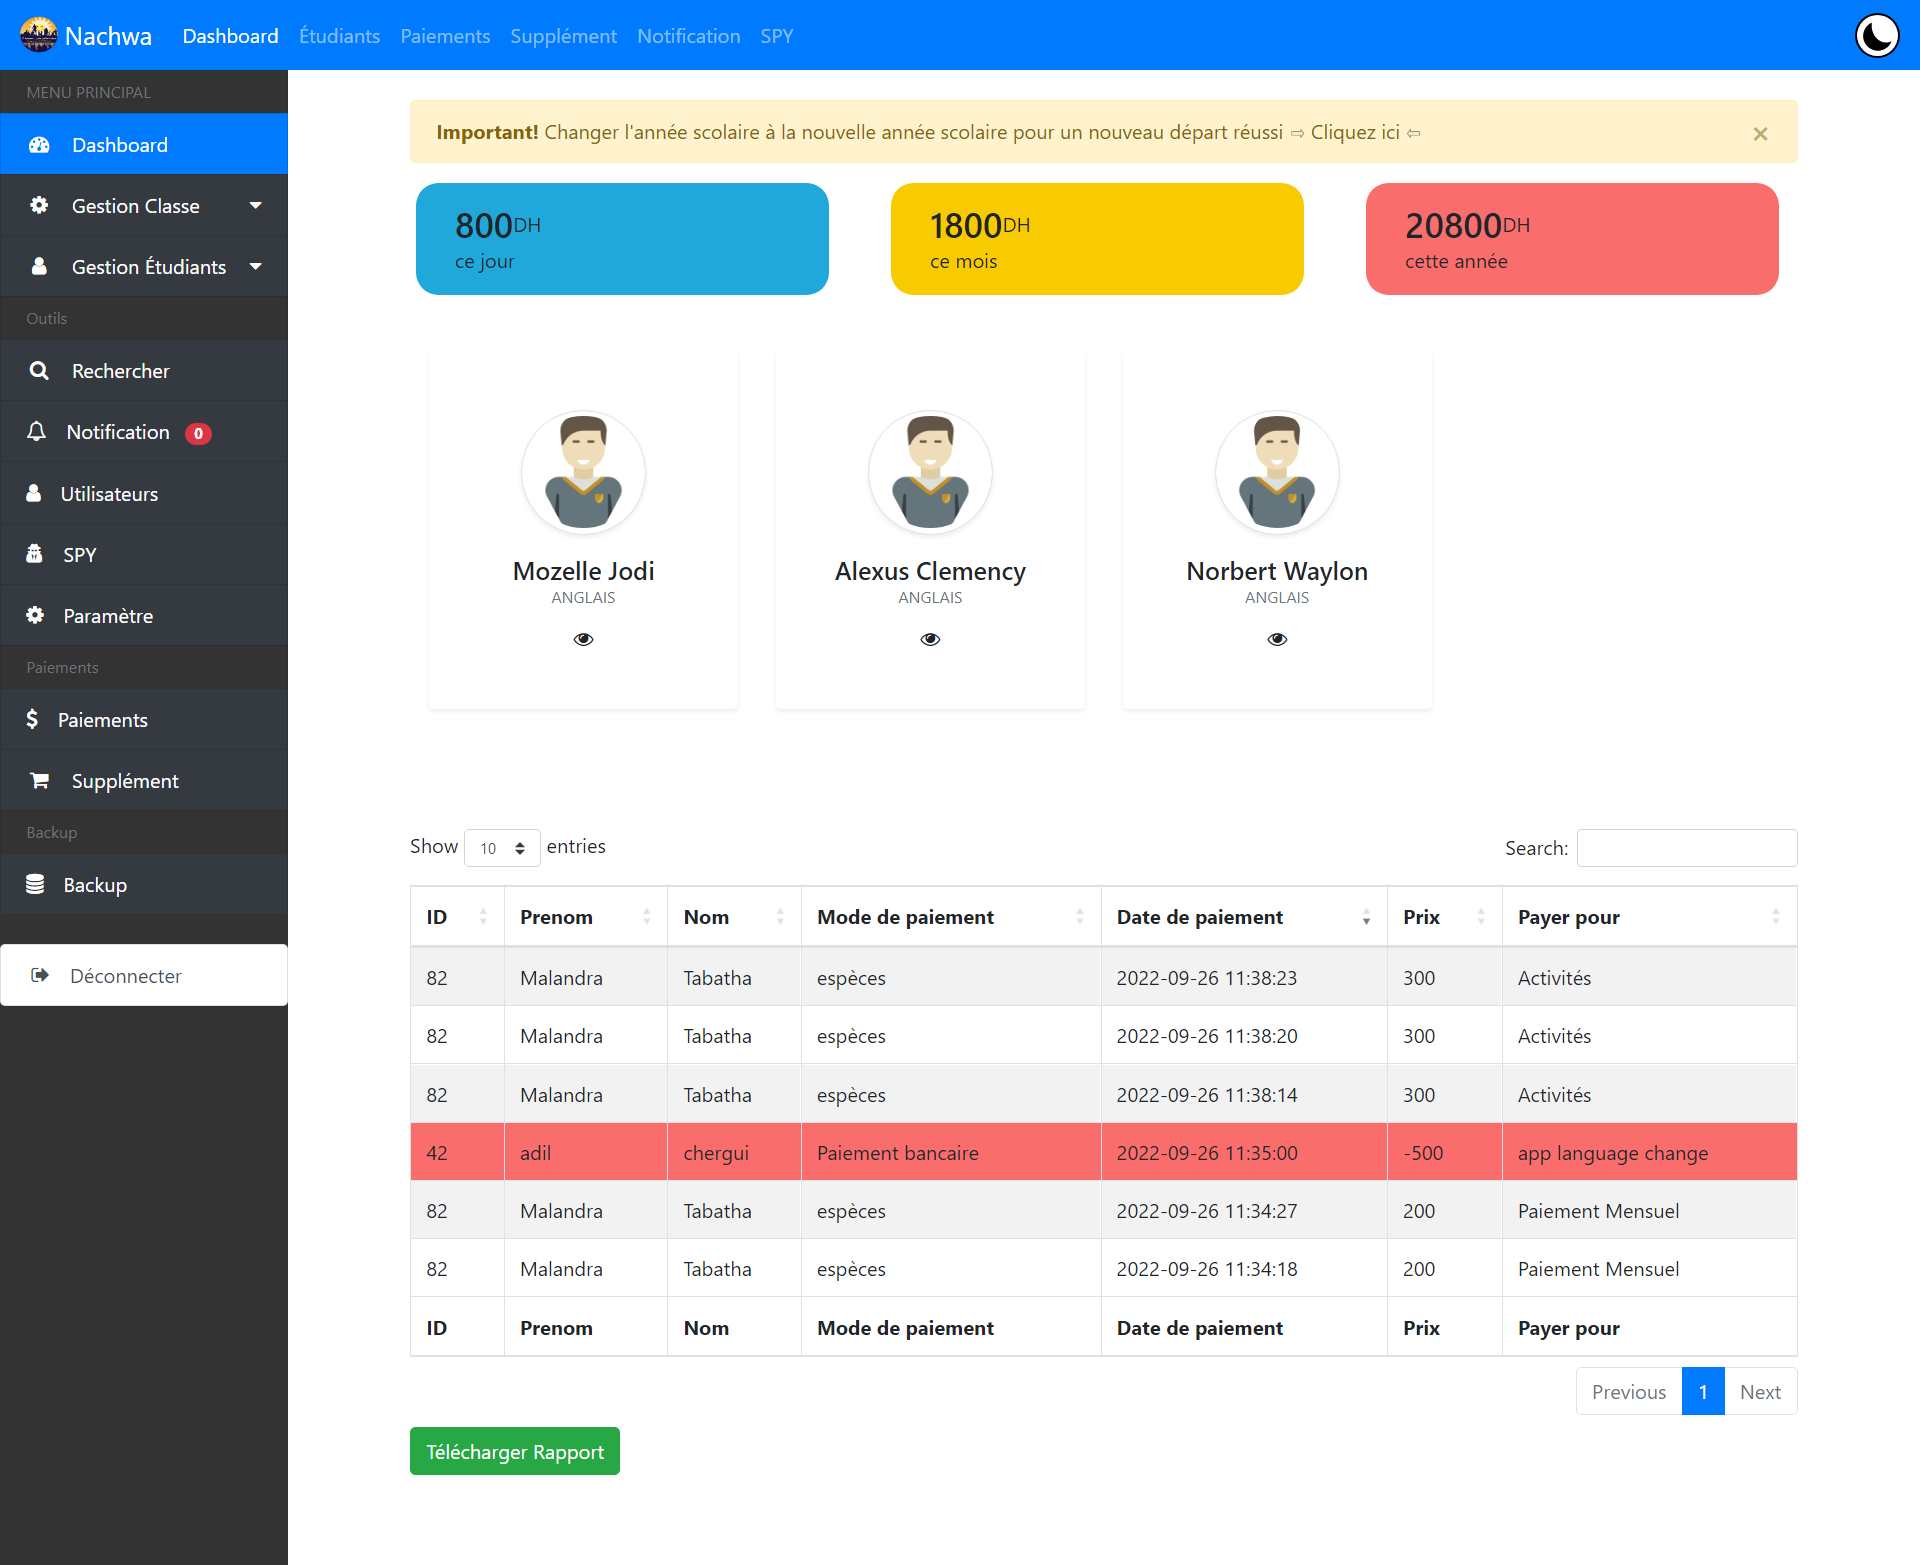 Nachwa Dashboard Étudiants Paiements Supplément Notification SPY
MENU PRINCIPAL
Dashboard
Gestion Classe
Gestion Étudiants
Outils
Rechercher
Notification 0
Utilisateurs
SPY
Paramètre
Paiements
Paiements
Supplément
Backup
Backup
Déconnecter
Important! Changer l'année scolaire à la nouvelle année scolaire pour un nouveau départ réussi ⇨ Cliquez ici ⇦ ×
800DH
ce jour
1800DH
ce mois
20800DH
cette année
Mozelle Jodi
ANGLAIS
Alexus Clemency
ANGLAIS
Norbert Waylon
ANGLAIS
Show 10 entries
Search:
ID Prenom Nom Mode de paiement Date de paiement Prix Payer pour
82 Malandra Tabatha espèces 2022-09-26 11:38:23 300 Activités
82 Malandra Tabatha espèces 2022-09-26 11:38:20 300 Activités
82 Malandra Tabatha espèces 2022-09-26 11:38:14 300 Activités
42 adil chergui Paiement bancaire 2022-09-26 11:35:00 -500 app language change
82 Malandra Tabatha espèces 2022-09-26 11:34:27 200 Paiement Mensuel
82 Malandra Tabatha espèces 2022-09-26 11:34:18 200 Paiement Mensuel
ID Prenom Nom Mode de paiement Date de paiement Prix Payer pour
Previous 1 Next
Télécharger Rapport